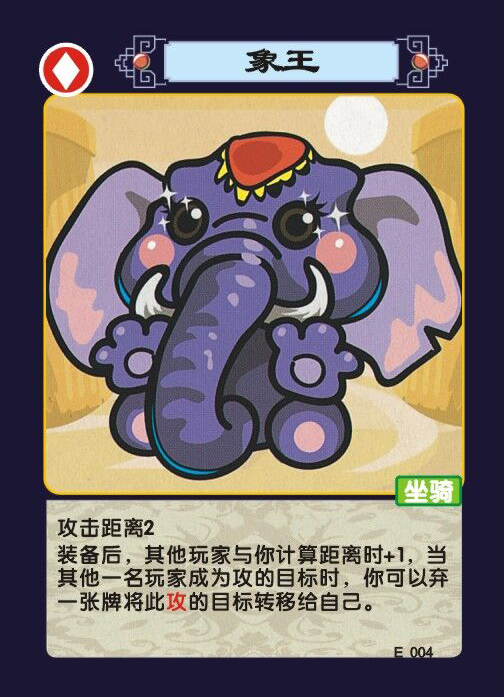 象王
坐骑
攻击距离2
装备后，其他玩家与你计算距离时+1，当
其他一名玩家成为攻的目标时，你可以弃
一张牌将此攻的目标转移给自己。
E 004